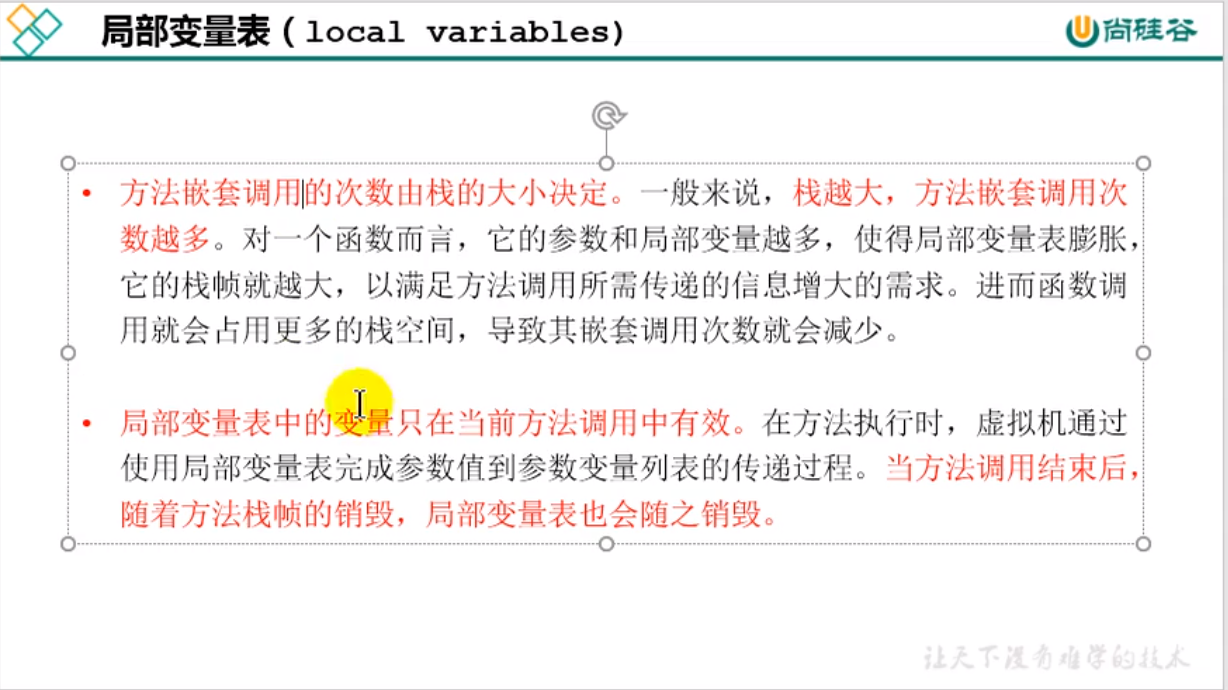 局部变量表（local variables）
尚硅谷
• 方法嵌套调用的次数由栈的大小决定。一般来说，栈越大，方法嵌套调用次
数越多。对一个函数而言，它的参数和局部变量越多，使得局部变量表膨胀，
它的栈帧就越大，以满足方法调用所需传递的信息增大的需求。进而函数调
用就会占用更多的栈空间，导致其嵌套调用次数就会减少。
• 局部变量表中的变量只在当前方法调用中有效。在方法执行时，虚拟机通过
使用局部变量表完成参数值到参数变量列表的传递过程。当方法调用结束后，
随着方法栈帧的销毁，局部变量表也会随之销毁。
让天下没有难学的技术